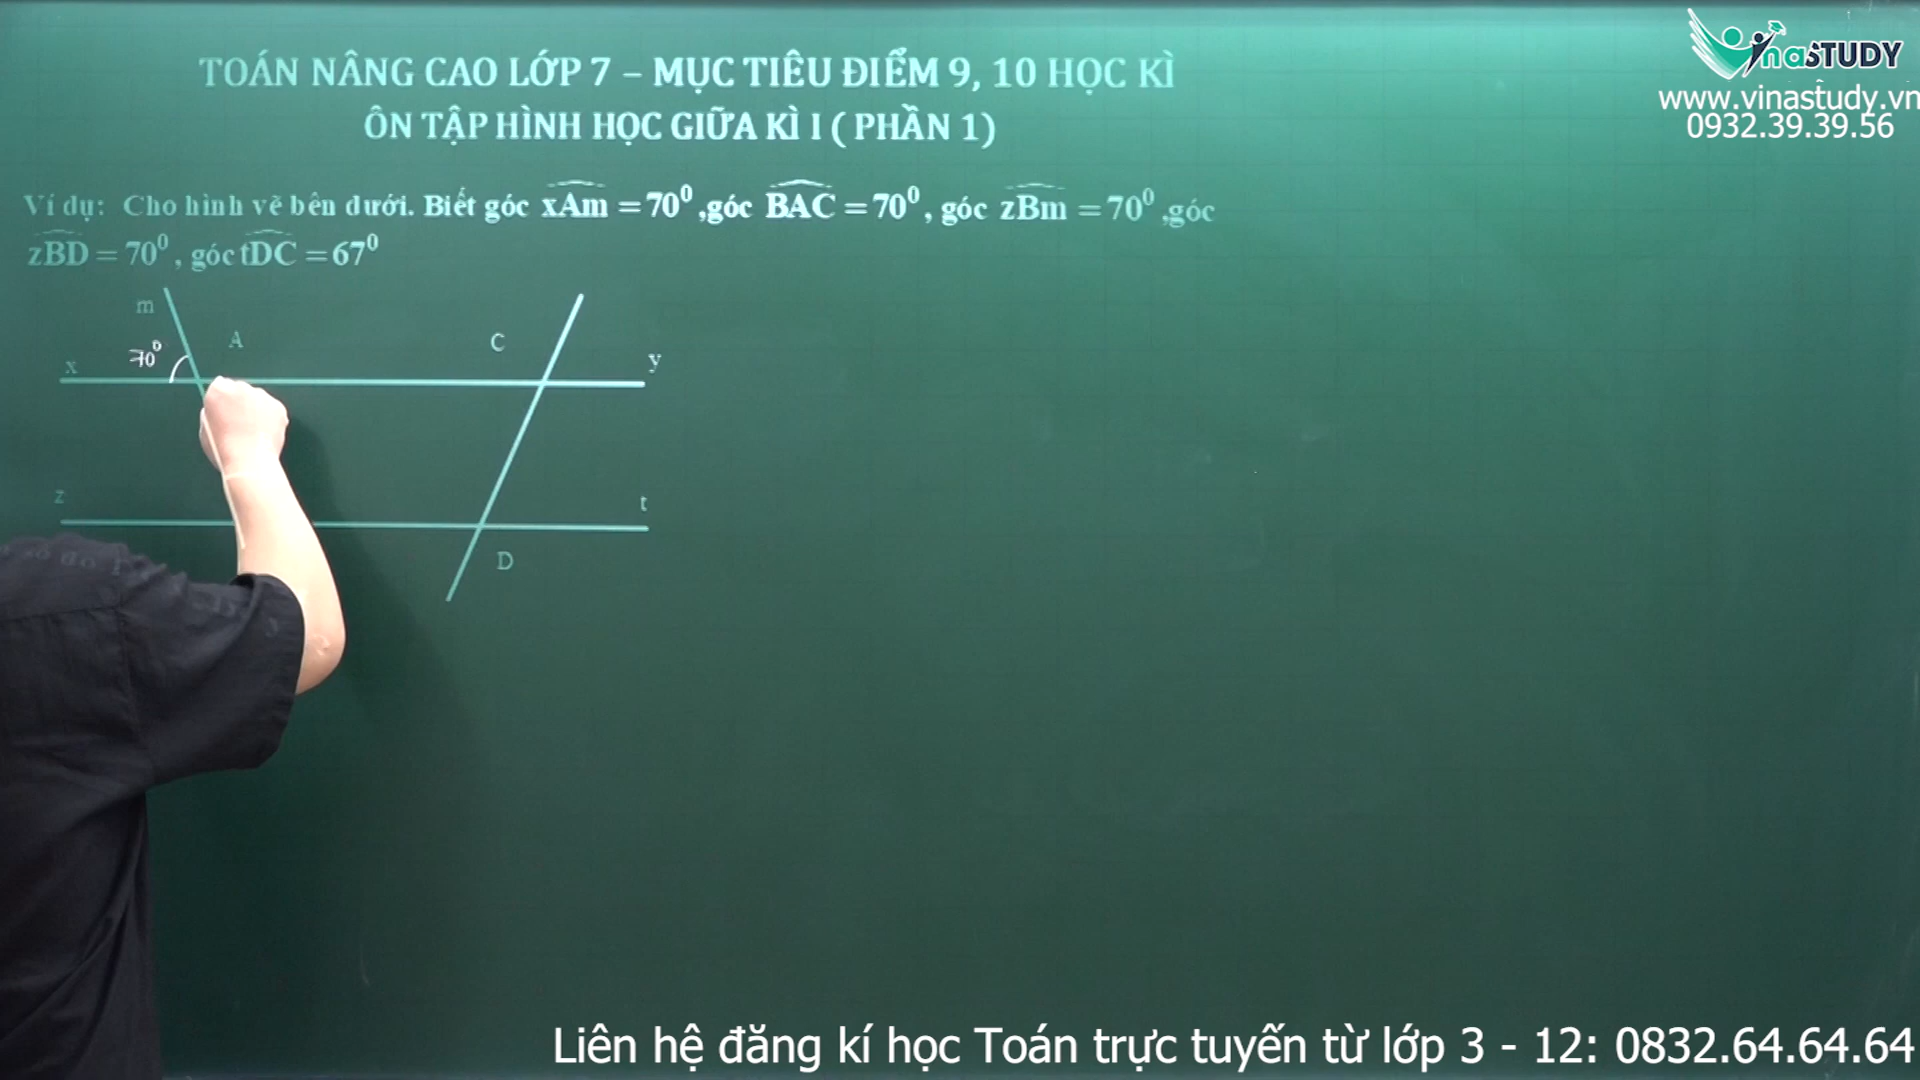 VinaSTUDY
www.vinastudy.vn
0932.39.39.56
TOÁN NÂNG CAO LỚP 7 – MỤC TIÊU ĐIỂM 9, 10 HỌC KÌ
ÔN TẬP HÌNH HỌC GIỮA KÌ I ( PHẦN 1)
Ví dụ: Cho hình vẽ bên dưới. Biết góc xAm = 70⁰ ,góc BAC = 70⁰ , góc zBm = 70⁰ ,góc
zBD = 70⁰ , góc tDC = 67⁰
m
A
C
x
70⁰
y
z
t
D
Liên hệ đăng kí học Toán trực tuyến từ lớp 3 - 12: 0832.64.64.64